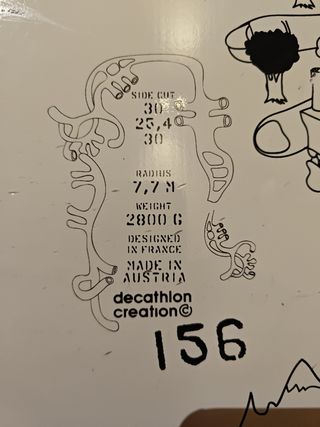 SIDE CUT
30
25,4
30
RADIUS
7,7 M
WEIGHT
2800 G
DESIGNED
IN FRANCE
MADE IN
AUSTRIA
decathlon
creation©
156